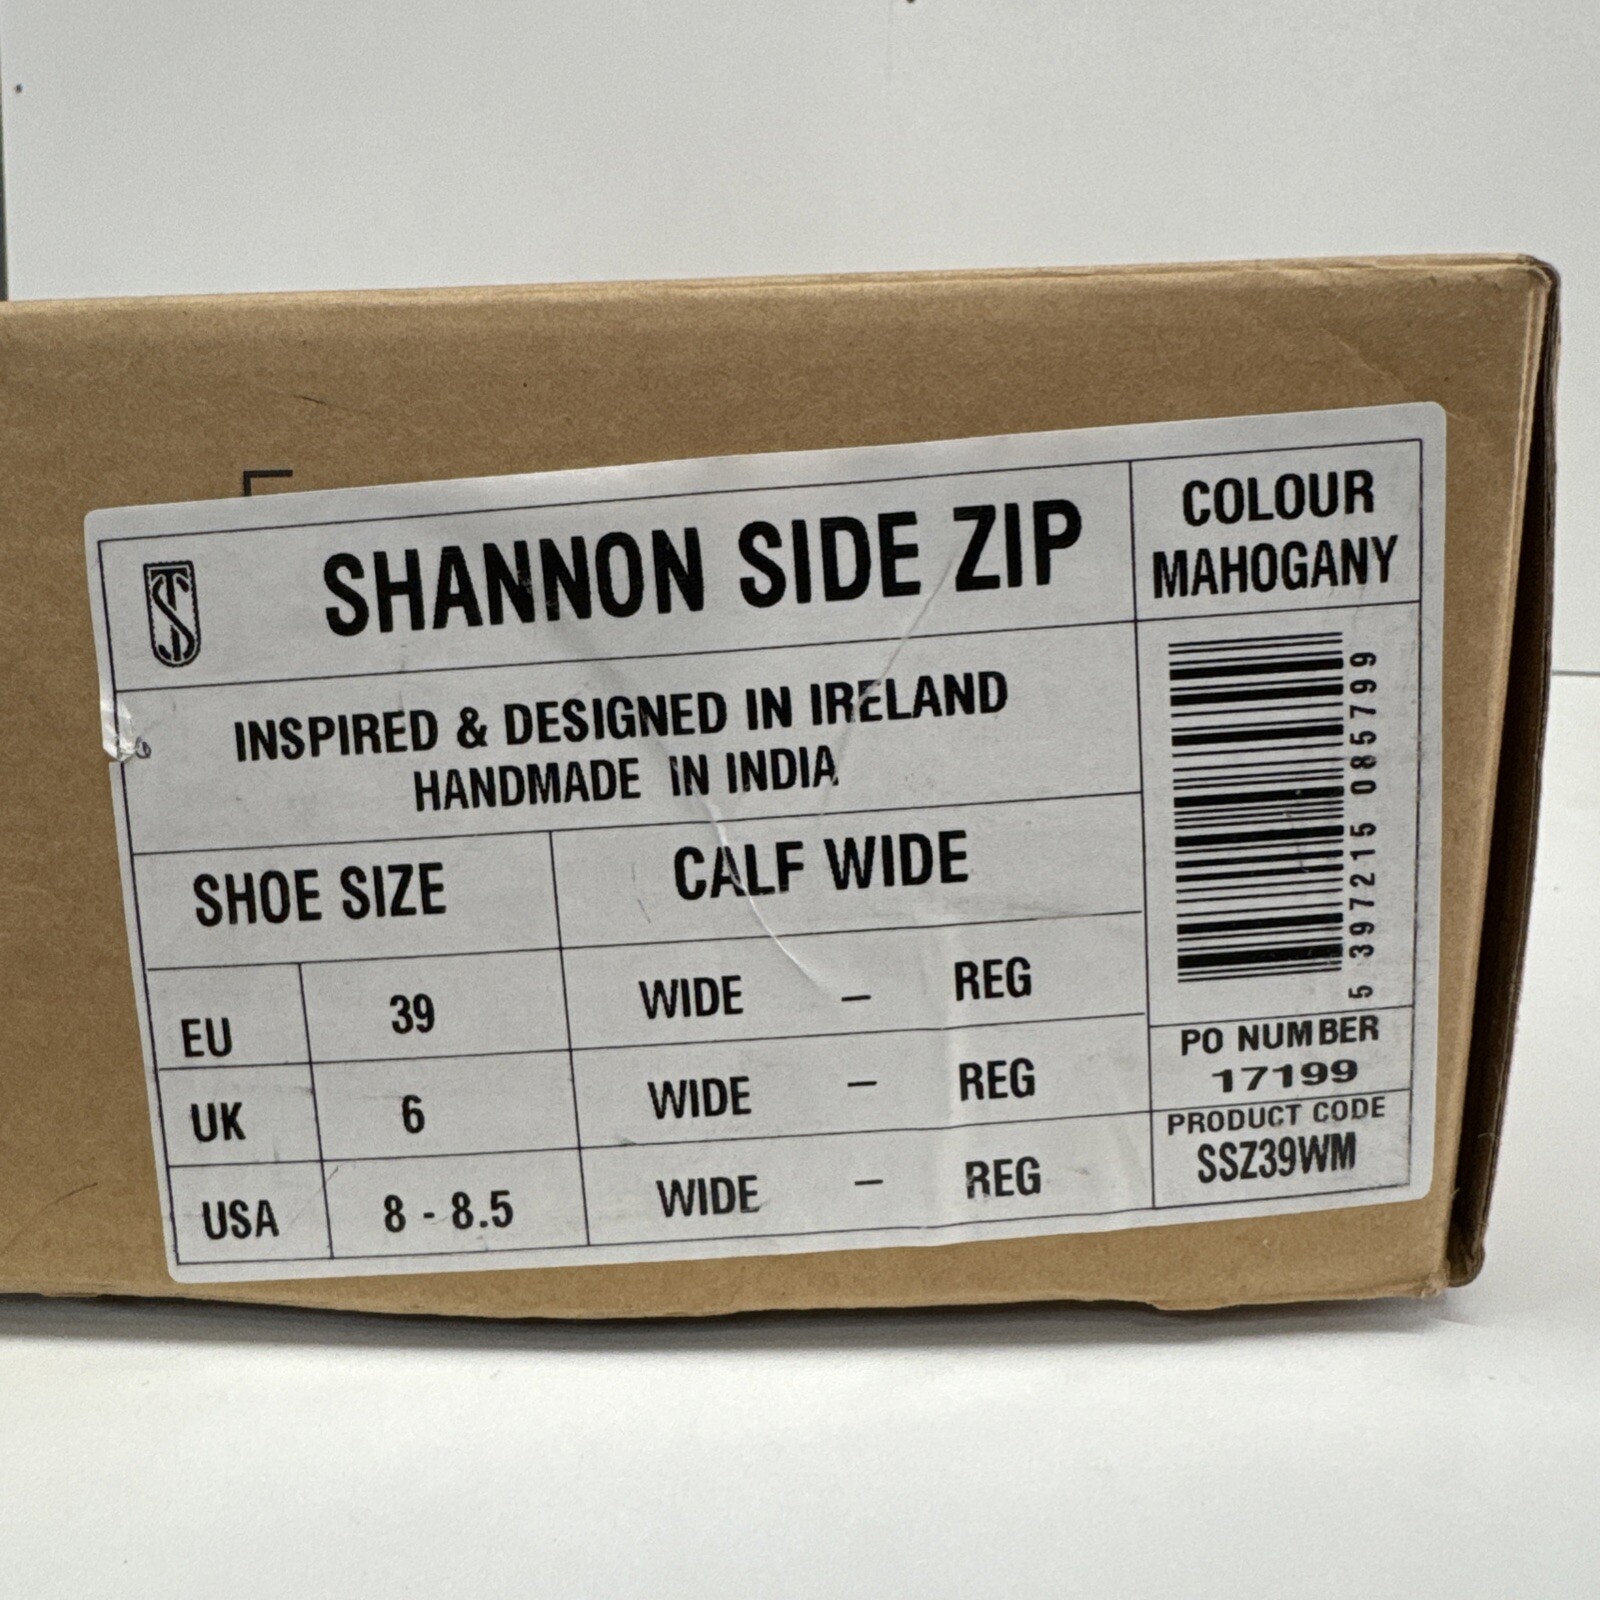 SHANNON SIDE ZIP
INSPIRED & DESIGNED IN IRELAND
HANDMADE IN INDIA
SHOE SIZE
CALF WIDE
EU 39 WIDE – REG
UK 6 WIDE – REG
USA 8 - 8.5 WIDE – REG
COLOUR
MAHOGANY
5 397215 085799
PO NUMBER
17199
PRODUCT CODE
SSZ39WM